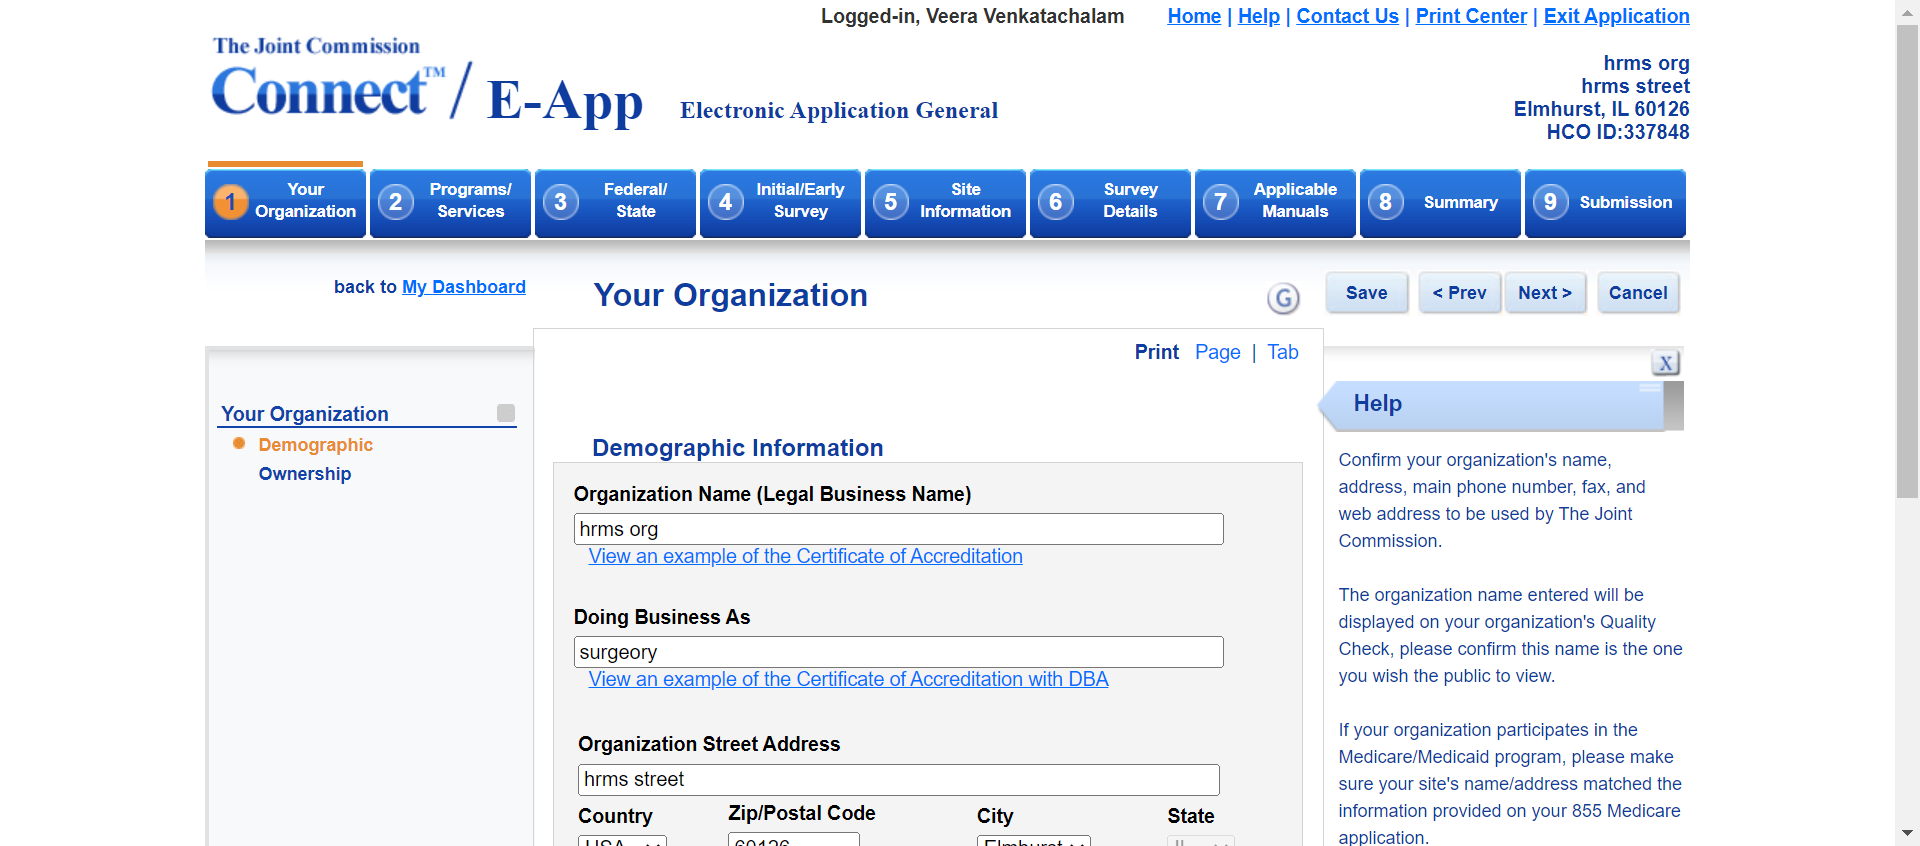 Logged-in, Veera Venkatachalam Home | Help | Contact Us | Print Center | Exit Application
The Joint Commission
Connect™ / E-App Electronic Application General
hrms org
hrms street
Elmhurst, IL 60126
HCO ID:337848
1 Your Organization
2 Programs/ Services
3 Federal/ State
4 Initial/Early Survey
5 Site Information
6 Survey Details
7 Applicable Manuals
8 Summary
9 Submission
back to My Dashboard
Your Organization
G
Save
< Prev
Next >
Cancel
Print Page | Tab
X
Your Organization
Demographic
Ownership
Demographic Information
Organization Name (Legal Business Name)
hrms org
View an example of the Certificate of Accreditation
Doing Business As
surgeory
View an example of the Certificate of Accreditation with DBA
Organization Street Address
hrms street
Country Zip/Postal Code City State
USA 60126 Elmhurst IL
Help
Confirm your organization's name,
address, main phone number, fax, and
web address to be used by The Joint
Commission.
The organization name entered will be
displayed on your organization's Quality
Check, please confirm this name is the one
you wish the public to view.
If your organization participates in the
Medicare/Medicaid program, please make
sure your site's name/address matched the
information provided on your 855 Medicare
application.